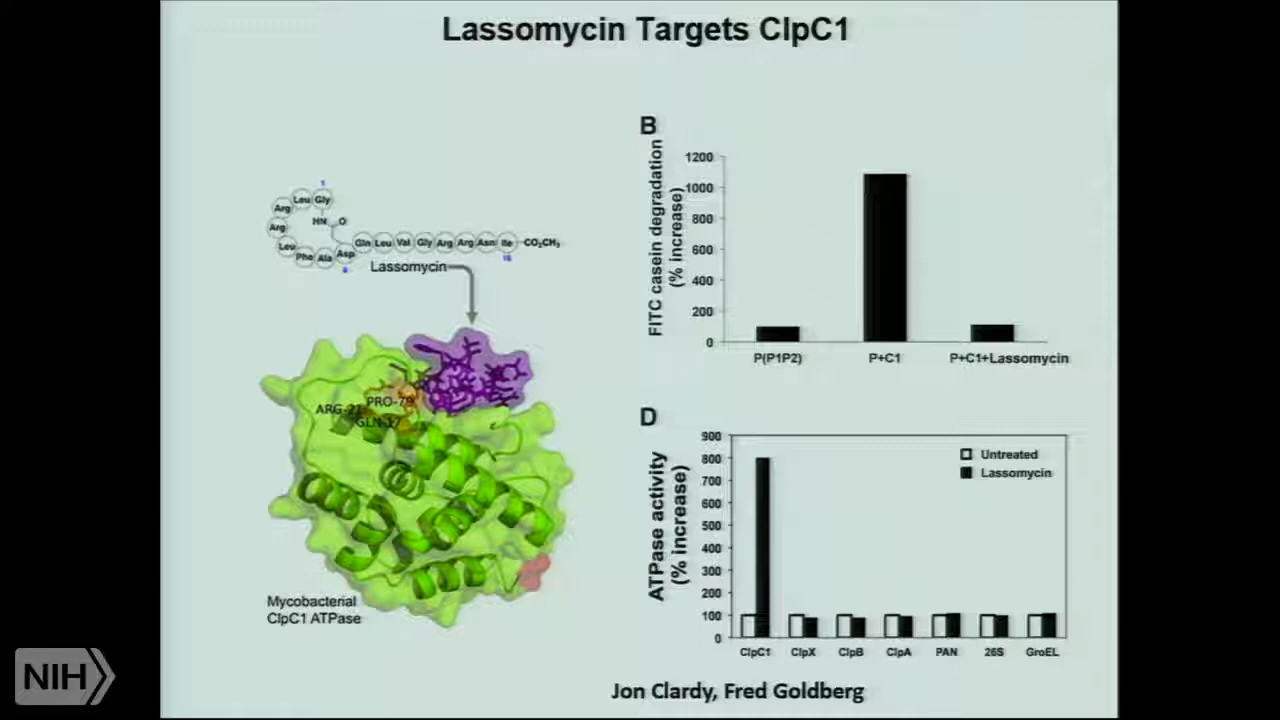 Lassomycin Targets ClpC1
1
Leu Gly
Arg
HN O
Arg
Leu
Phe Ala Asp Gln Leu Val Gly Arg Arg Asn Ile CO₂CH₃
8
16
Lassomycin
ARG-21
PRO-79
GLN-17
Mycobacterial
ClpC1 ATPase
B
FITC casein degradation
(% increase)
1200
1000
800
600
400
200
0
P(P1P2) P+C1 P+C1+Lassomycin
D
ATPase activity
(% increase)
900
800
700
600
500
400
300
200
100
0
Untreated
Lassomycin
ClpC1 ClpX ClpB ClpA PAN 26S GroEL
Jon Clardy, Fred Goldberg
NIH